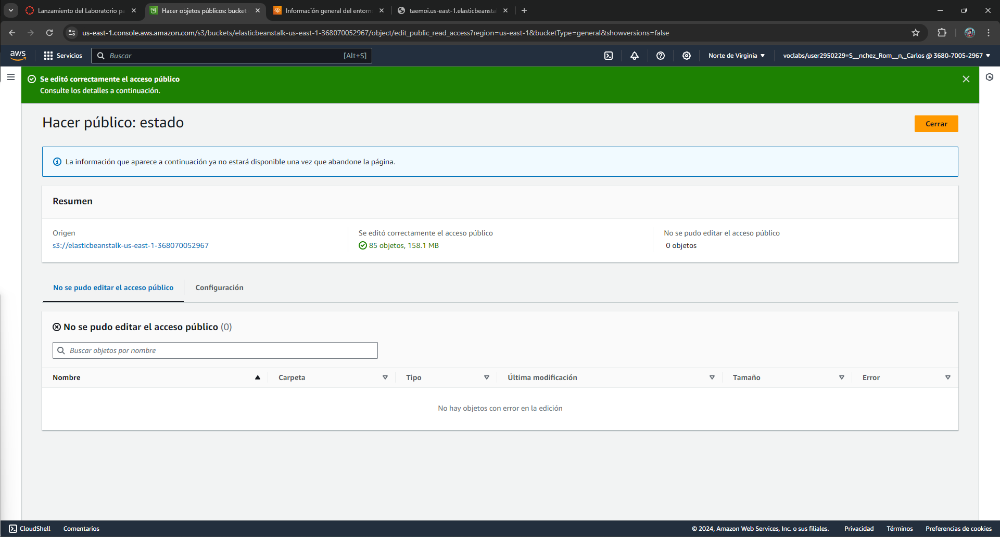 Lanzamiento del Laboratorio pa
Hacer objetos públicos: bucket
Información general del entorn
taemoi.us-east-1.elasticbeansta
us-east-1.console.aws.amazon.com/s3/buckets/elasticbeanstalk-us-east-1-368070052967/object/edit_public_read_access?region=us-east-1&bucketType=general&showversions=false
aws
Servicios
Buscar
[Alt+S]
Norte de Virginia
voclabs/user2950229=S__nchez_Rom__n,_Carlos @ 3680-7005-2967
Se editó correctamente el acceso público
Consulte los detalles a continuación.
Hacer público: estado
Cerrar
La información que aparece a continuación ya no estará disponible una vez que abandone la página.
Resumen
Origen
s3://elasticbeanstalk-us-east-1-368070052967
Se editó correctamente el acceso público
85 objetos, 158.1 MB
No se pudo editar el acceso público
0 objetos
No se pudo editar el acceso público
Configuración
No se pudo editar el acceso público (0)
Buscar objetos por nombre
Nombre
Carpeta
Tipo
Última modificación
Tamaño
Error
No hay objetos con error en la edición
CloudShell
Comentarios
© 2024, Amazon Web Services, Inc. o sus filiales.
Privacidad
Términos
Preferencias de cookies